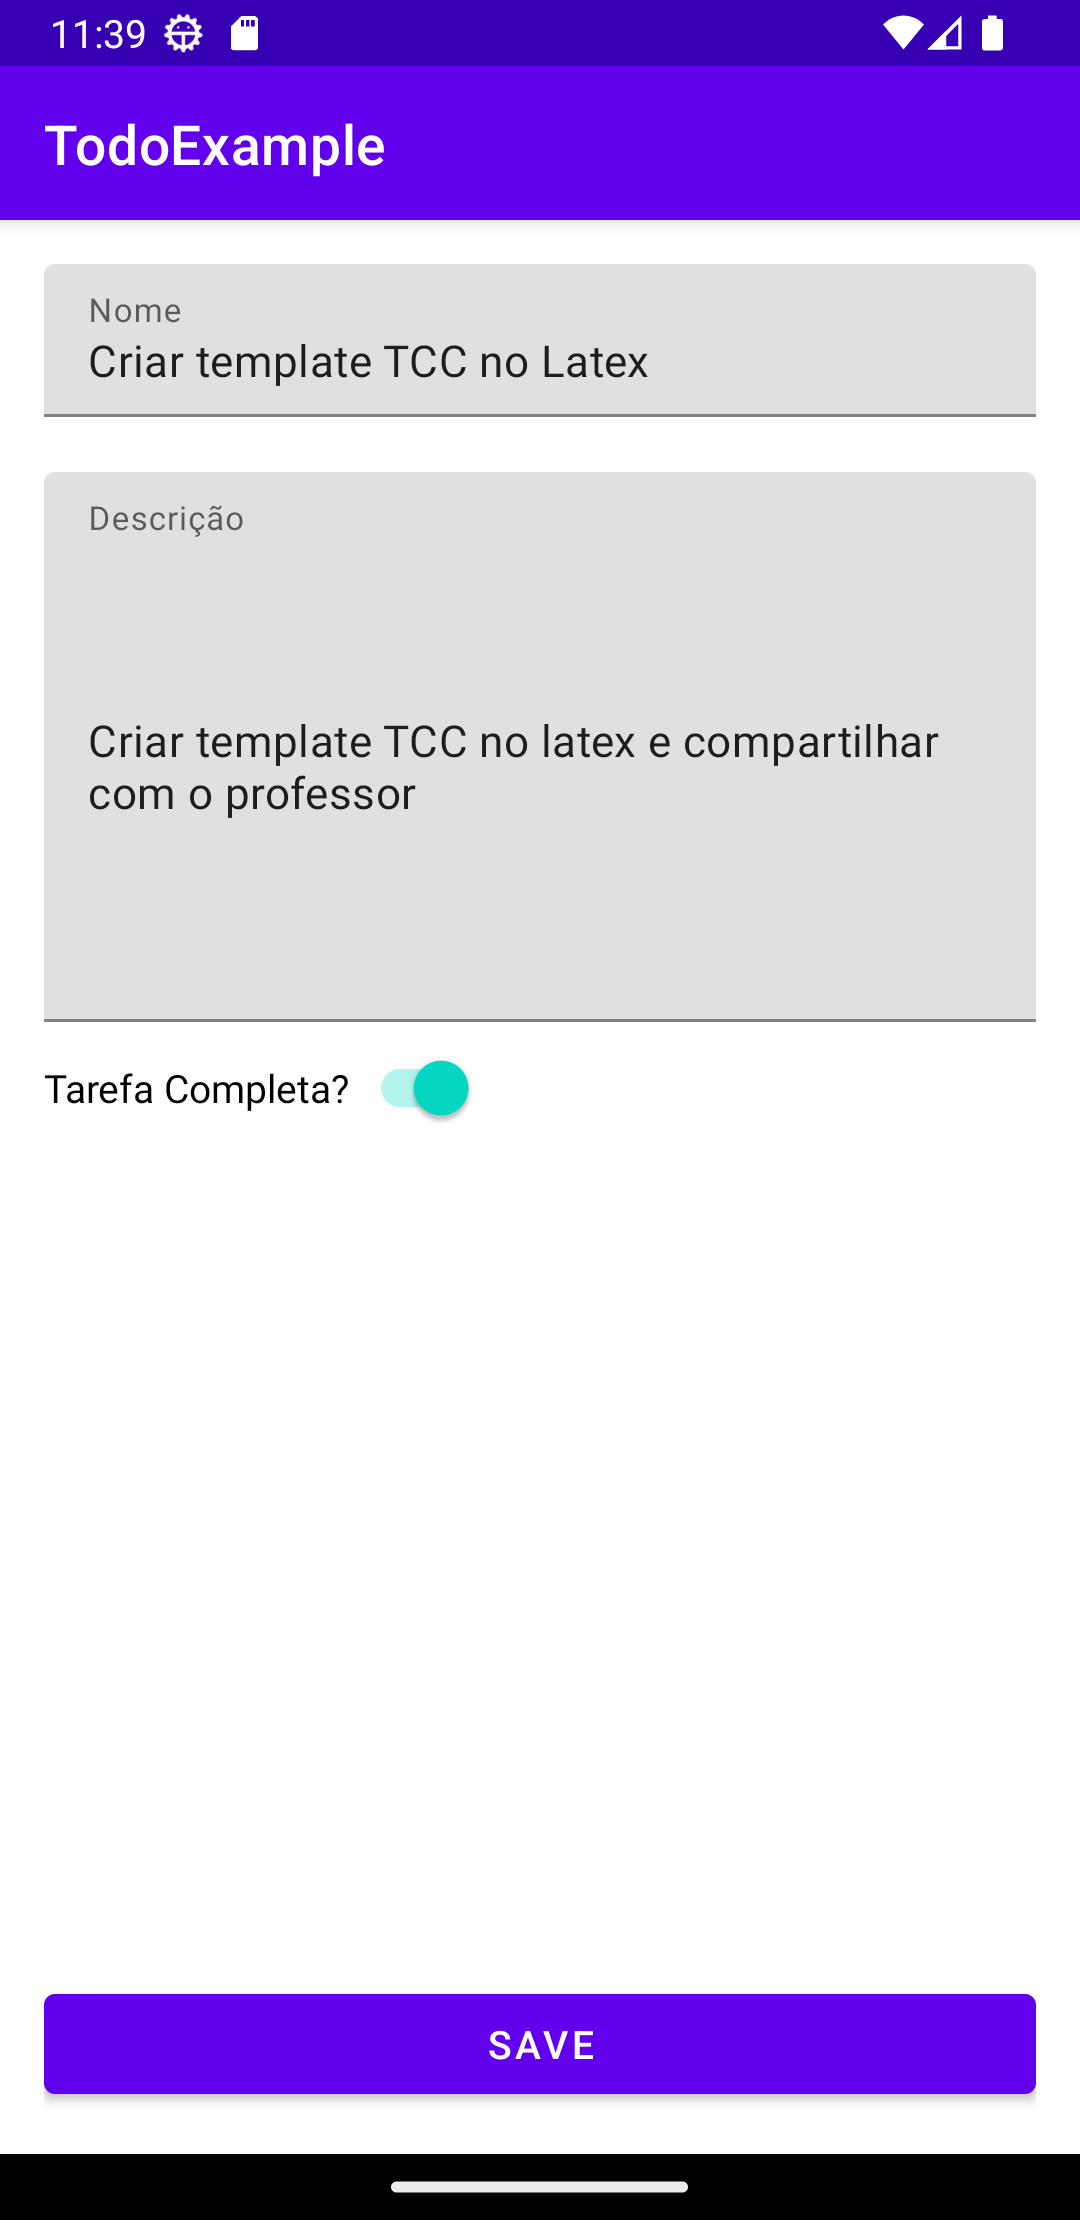 11:39
TodoExample
Nome
Criar template TCC no Latex
Descrição
Criar template TCC no latex e compartilhar
com o professor
Tarefa Completa?
SAVE